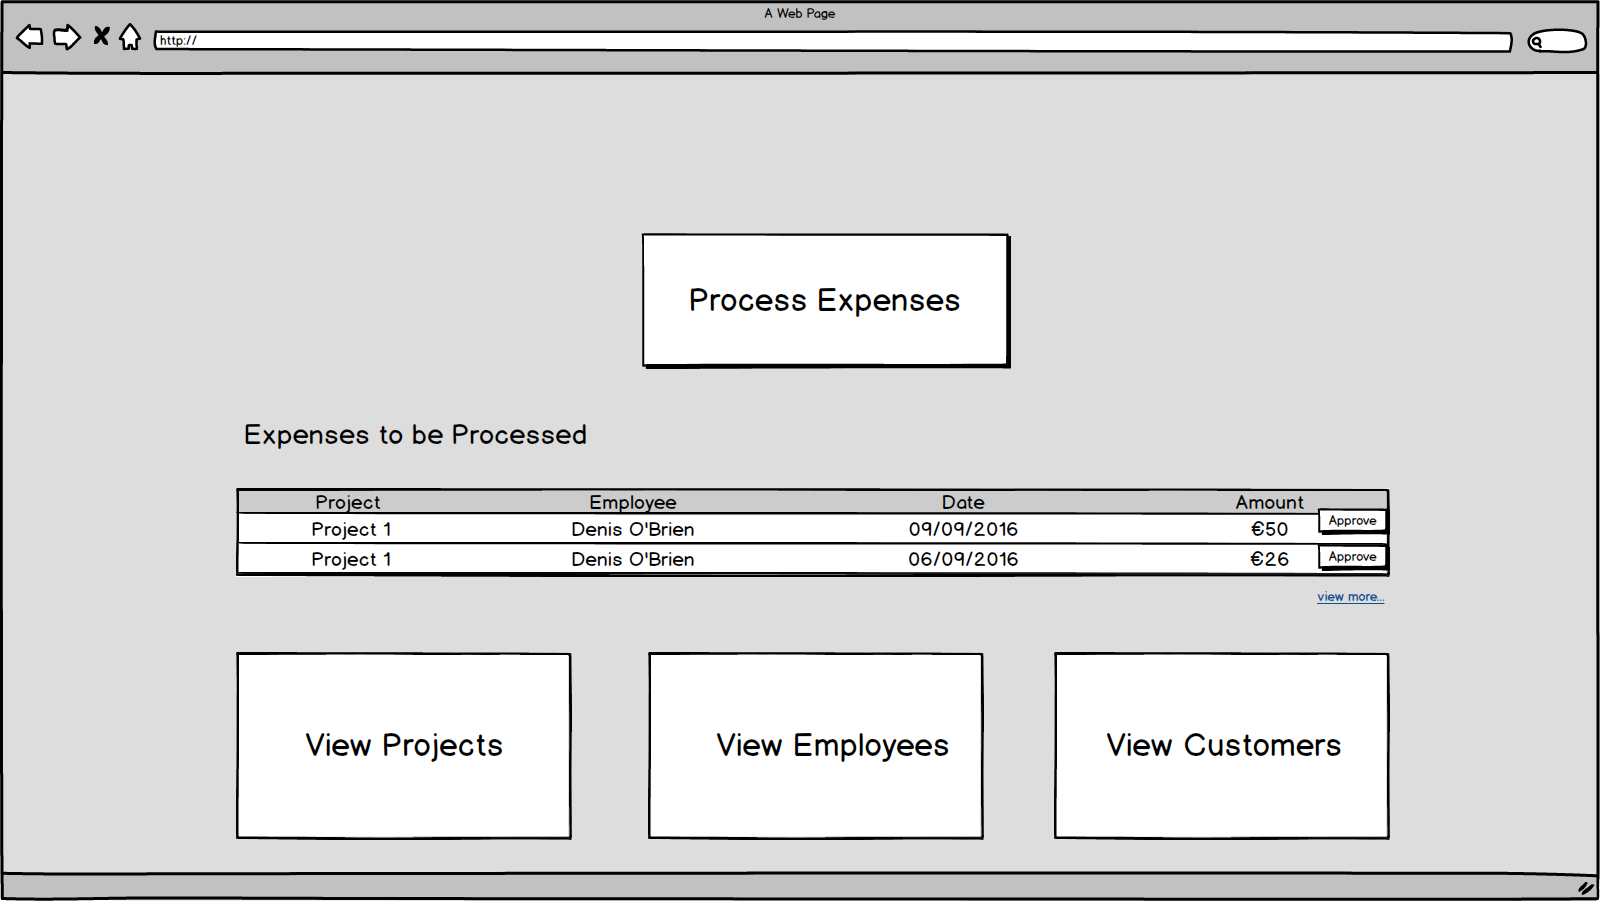 A Web Page
http://
Process Expenses
Expenses to be Processed
Project Employee Date Amount
Project 1 Denis O'Brien 09/09/2016 €50 Approve
Project 1 Denis O'Brien 06/09/2016 €26 Approve
view more...
View Projects View Employees View Customers